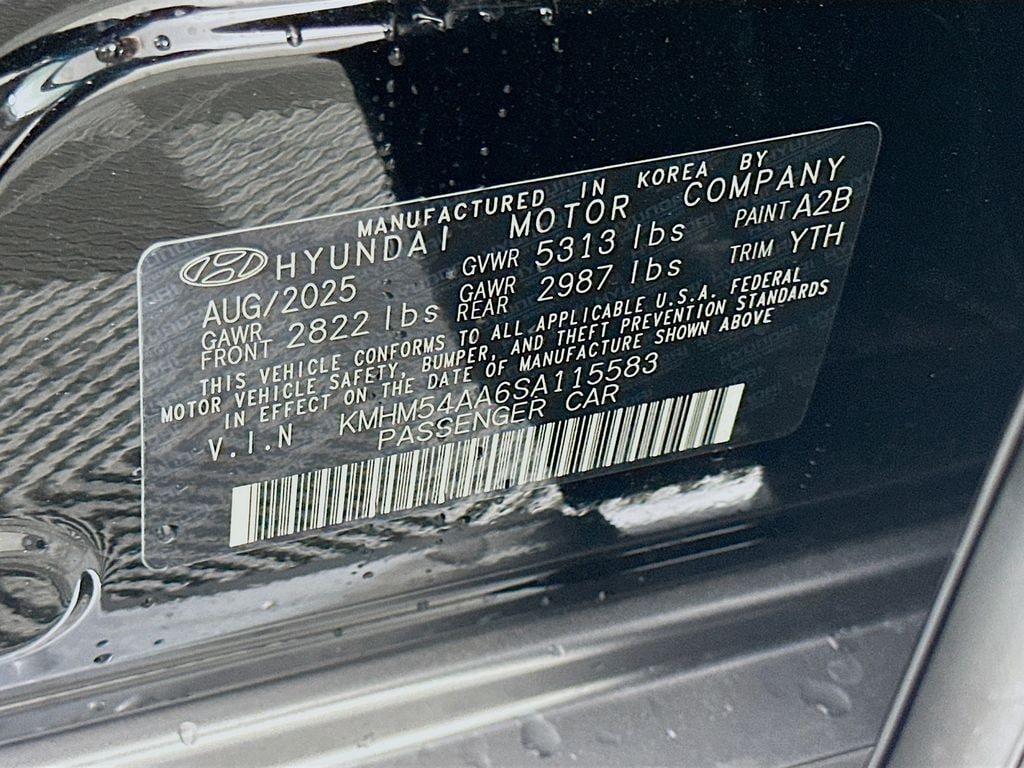 MANUFACTURED IN KOREA BY
HYUNDAI MOTOR COMPANY
AUG/2025 GVWR 5313 lbs PAINT A2B
GAWR FRONT 2822 lbs GAWR REAR 2987 lbs TRIM YTH
THIS VEHICLE CONFORMS TO ALL APPLICABLE U.S.A. FEDERAL
MOTOR VEHICLE SAFETY, BUMPER, AND THEFT PREVENTION STANDARDS
IN EFFECT ON THE DATE OF MANUFACTURE SHOWN ABOVE
V.I.N KMHM54AA6SA115583
PASSENGER CAR